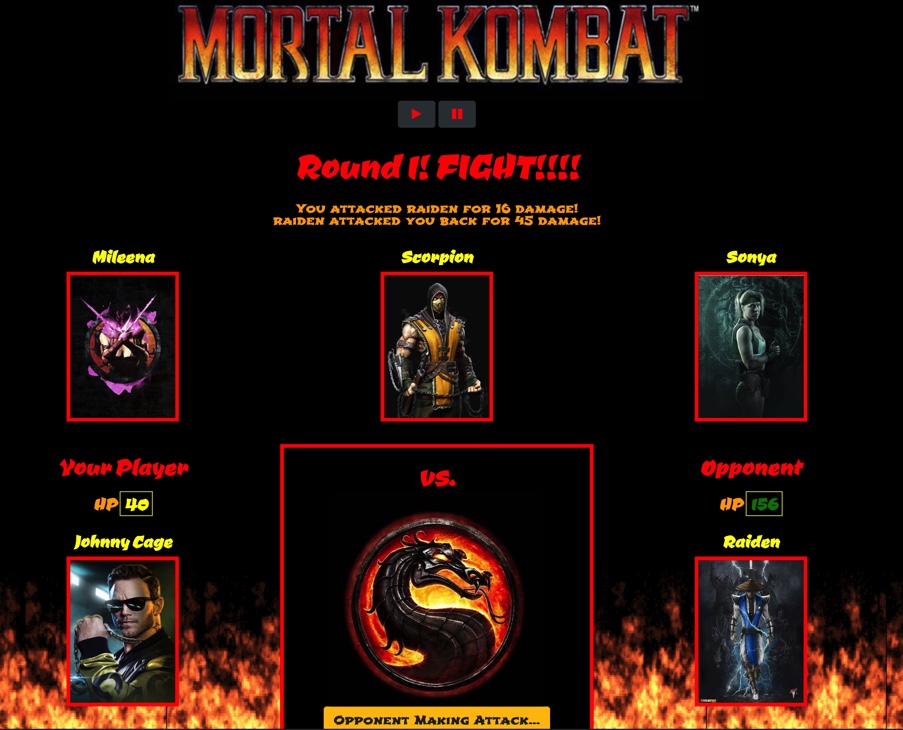 MORTAL KOMBAT™
Round 1! FIGHT!!!!
You attacked Raiden for 16 damage!
Raiden attacked you back for 45 damage!
Mileena
Scorpion
Sonya
Your Player
vs.
Opponent
HP 40
HP 156
Johnny Cage
Raiden
Opponent Making Attack...